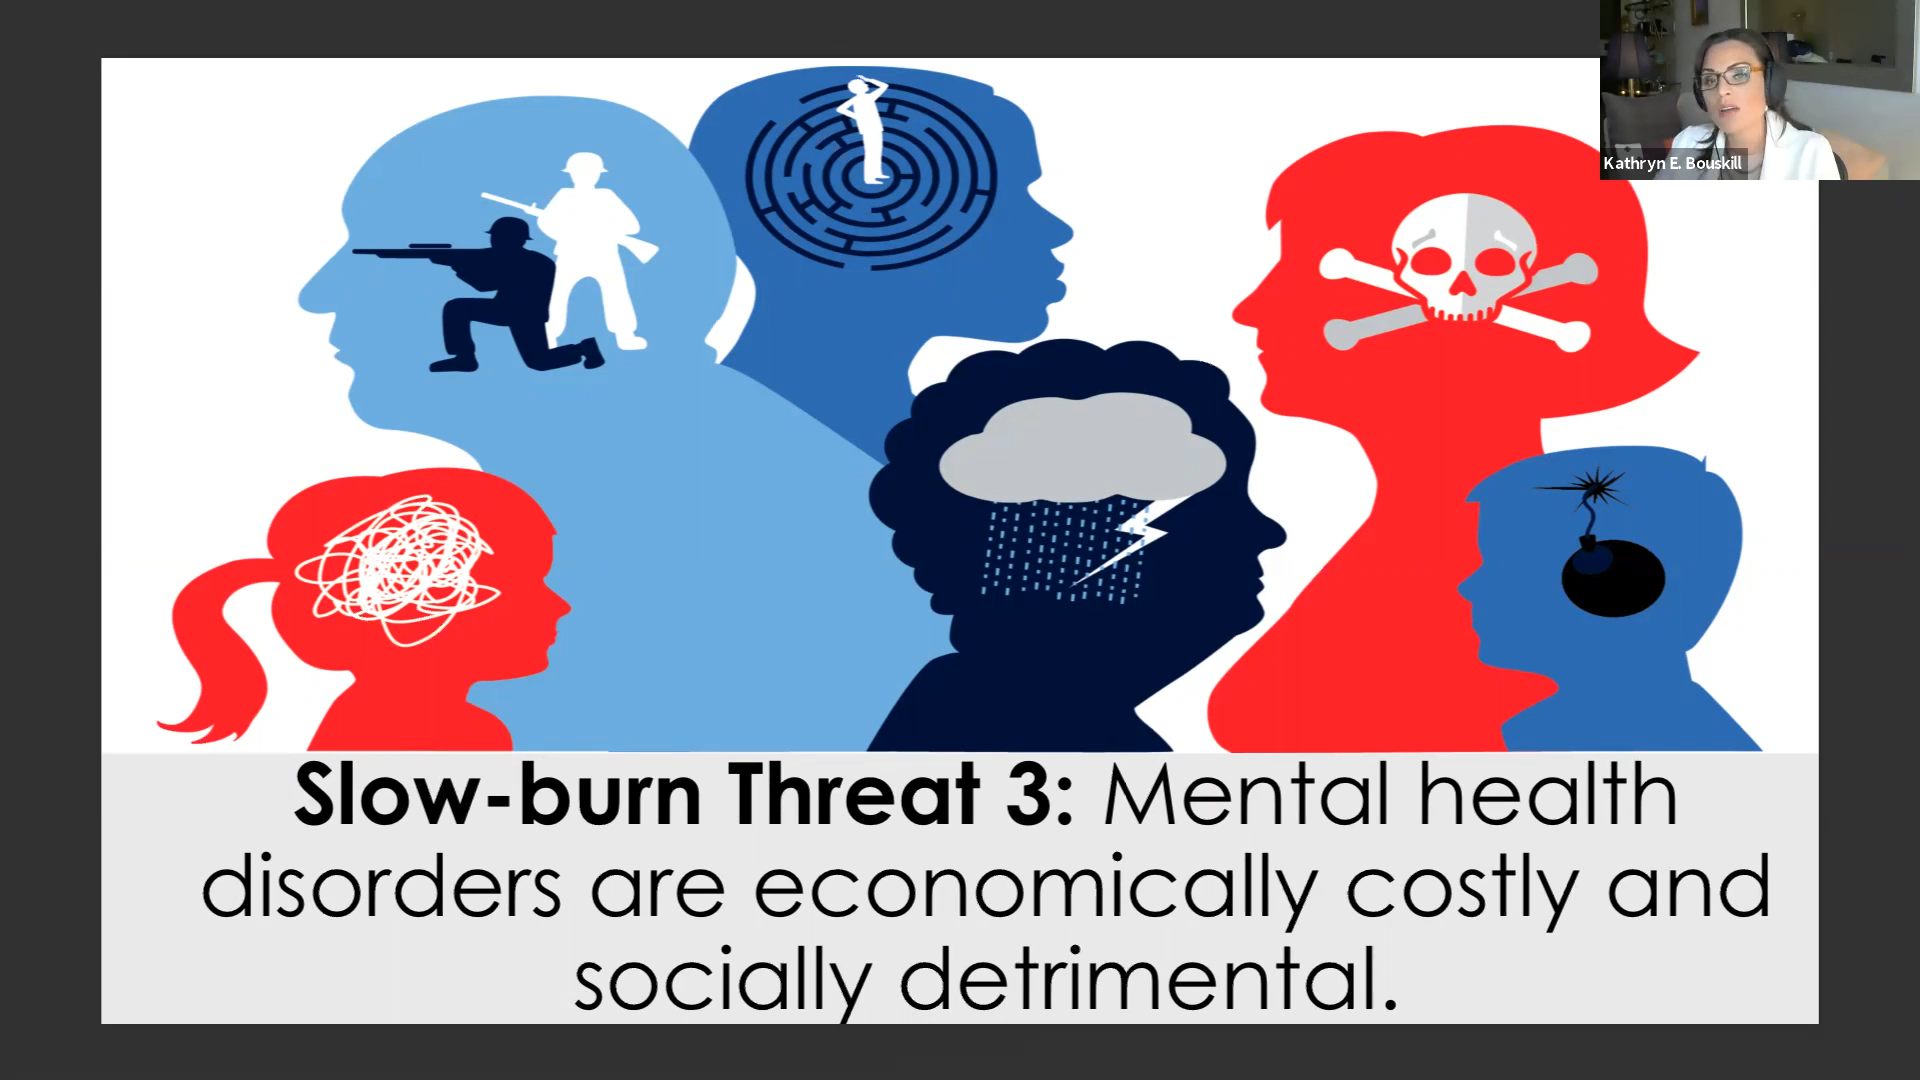 Kathryn E. Bouskill
Slow-burn Threat 3: Mental health
disorders are economically costly and
socially detrimental.